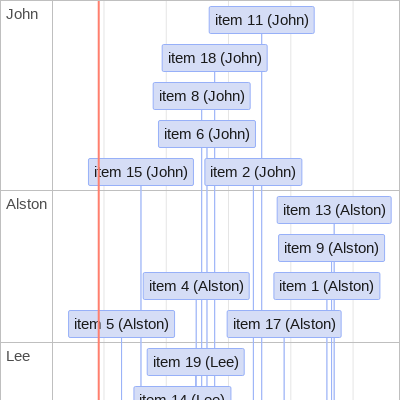 John
item 11 (John)
item 18 (John)
item 8 (John)
item 6 (John)
item 15 (John)
item 2 (John)
Alston
item 13 (Alston)
item 9 (Alston)
item 4 (Alston)
item 1 (Alston)
item 5 (Alston)
item 17 (Alston)
Lee
item 19 (Lee)
item 14 (Lee)